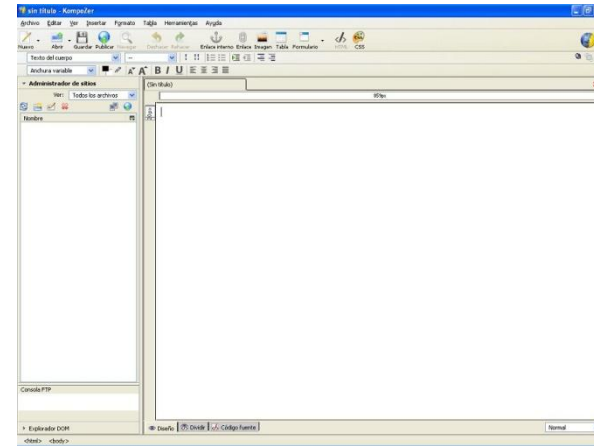 sin título - KompoZer
Archivo Editar Ver Insertar Formato Tabla Herramientas Ayuda
Nuevo Abrir Guardar Publicar Navegar Deshacer Rehacer Enlace interno Enlace Imagen Tabla Formulario HTML CSS
Texto del cuerpo
Anchura variable A A B I U
Administrador de sitios
(Sin título)
Ver: Todos los archivos
Nombre
Consola FTP
Explorador DOM
Diseño Dividir Código fuente
Normal
<html> <body>